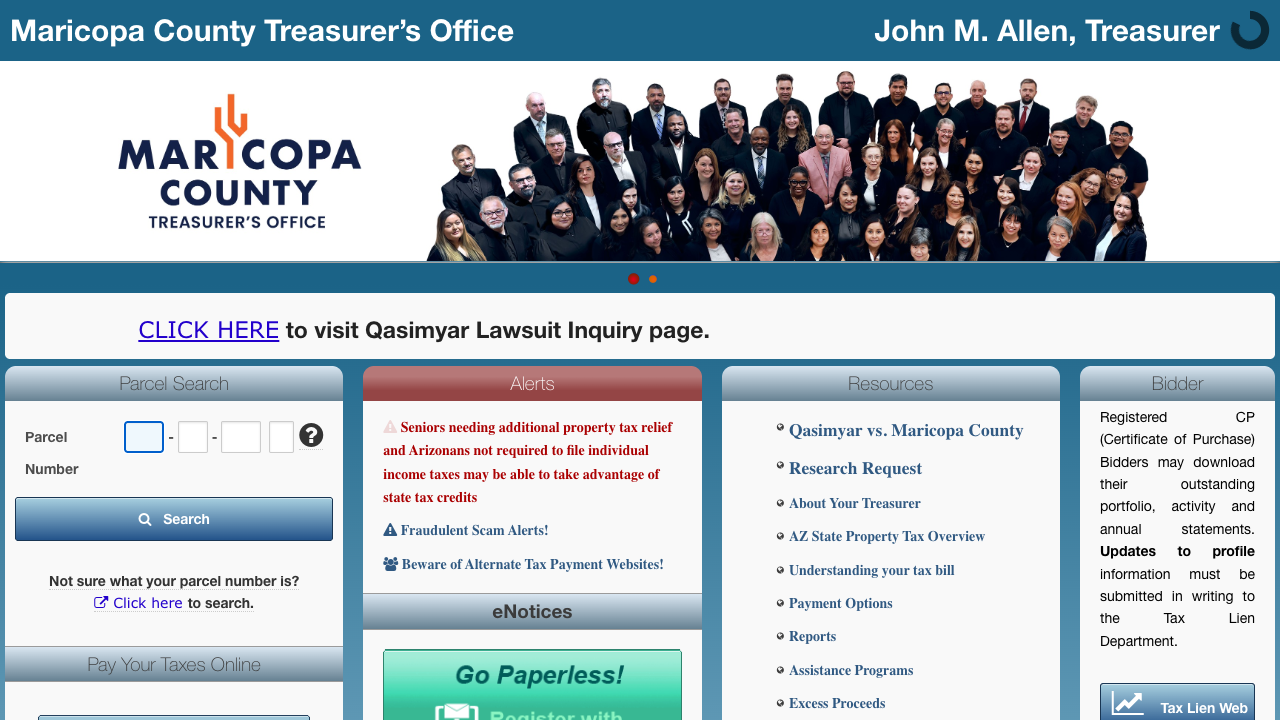 Maricopa County Treasurer's Office
John M. Allen, Treasurer
MARICOPA
COUNTY
TREASURER'S OFFICE
CLICK HERE to visit Qasimyar Lawsuit Inquiry page.
Parcel Search
Parcel
Number
- -
?
Search
Not sure what your parcel number is?
Click here to search.
Pay Your Taxes Online
Alerts
Seniors needing additional property tax relief
and Arizonans not required to file individual
income taxes may be able to take advantage of
state tax credits
Fraudulent Scam Alerts!
Beware of Alternate Tax Payment Websites!
eNotices
Go Paperless!
Register with
Resources
Qasimyar vs. Maricopa County
Research Request
About Your Treasurer
AZ State Property Tax Overview
Understanding your tax bill
Payment Options
Reports
Assistance Programs
Excess Proceeds
Bidder
Registered CP
(Certificate of Purchase)
Bidders may download
their outstanding
portfolio, activity and
annual statements.
Updates to profile
information must be
submitted in writing to
the Tax Lien
Department.
Tax Lien Web